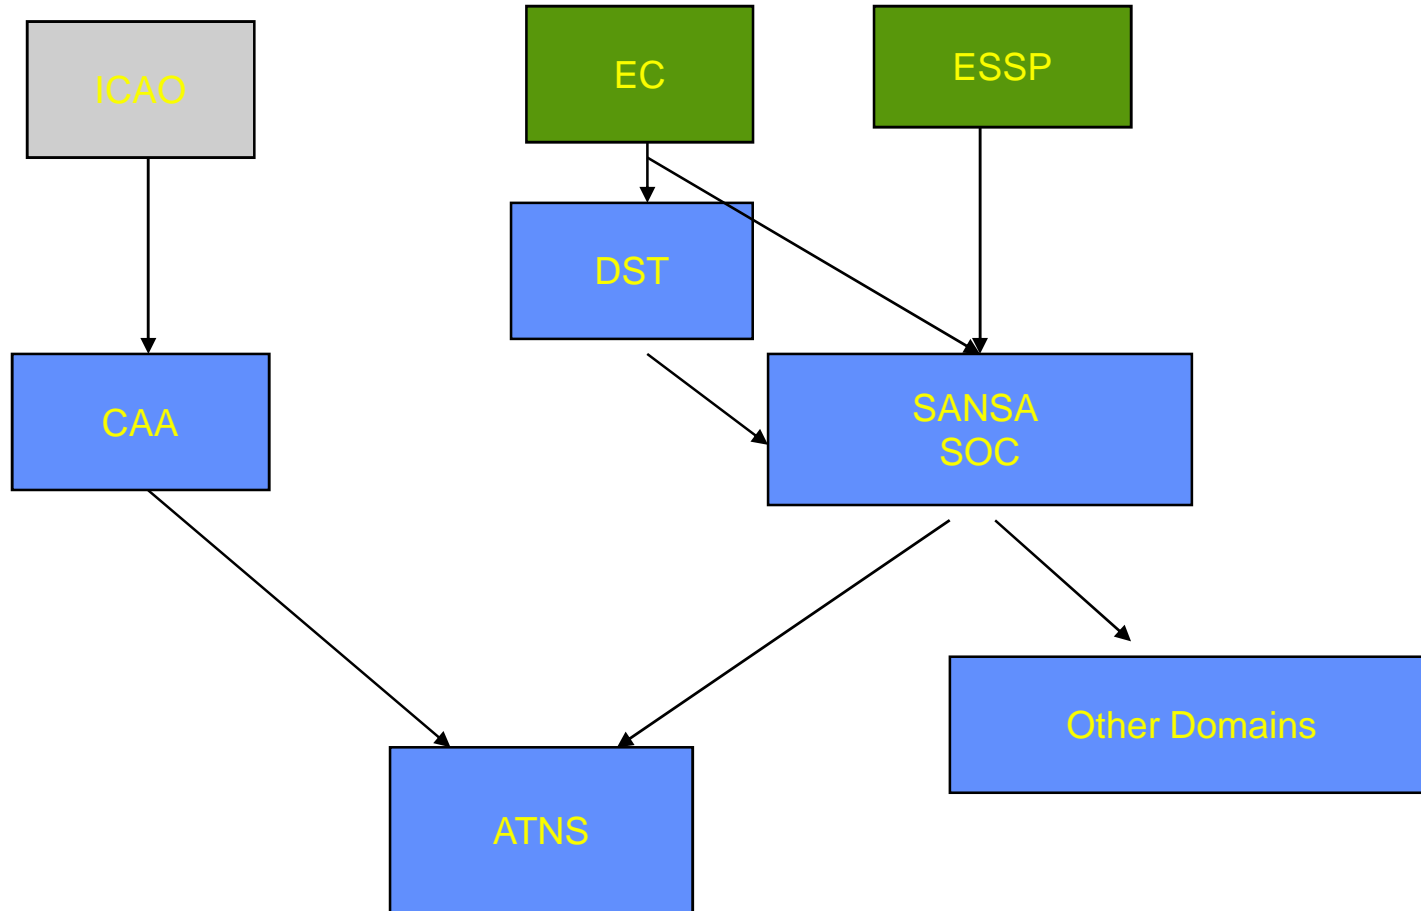 ICAO
EC
ESSP
DST
CAA
SANSA
SOC
Other Domains
ATNS